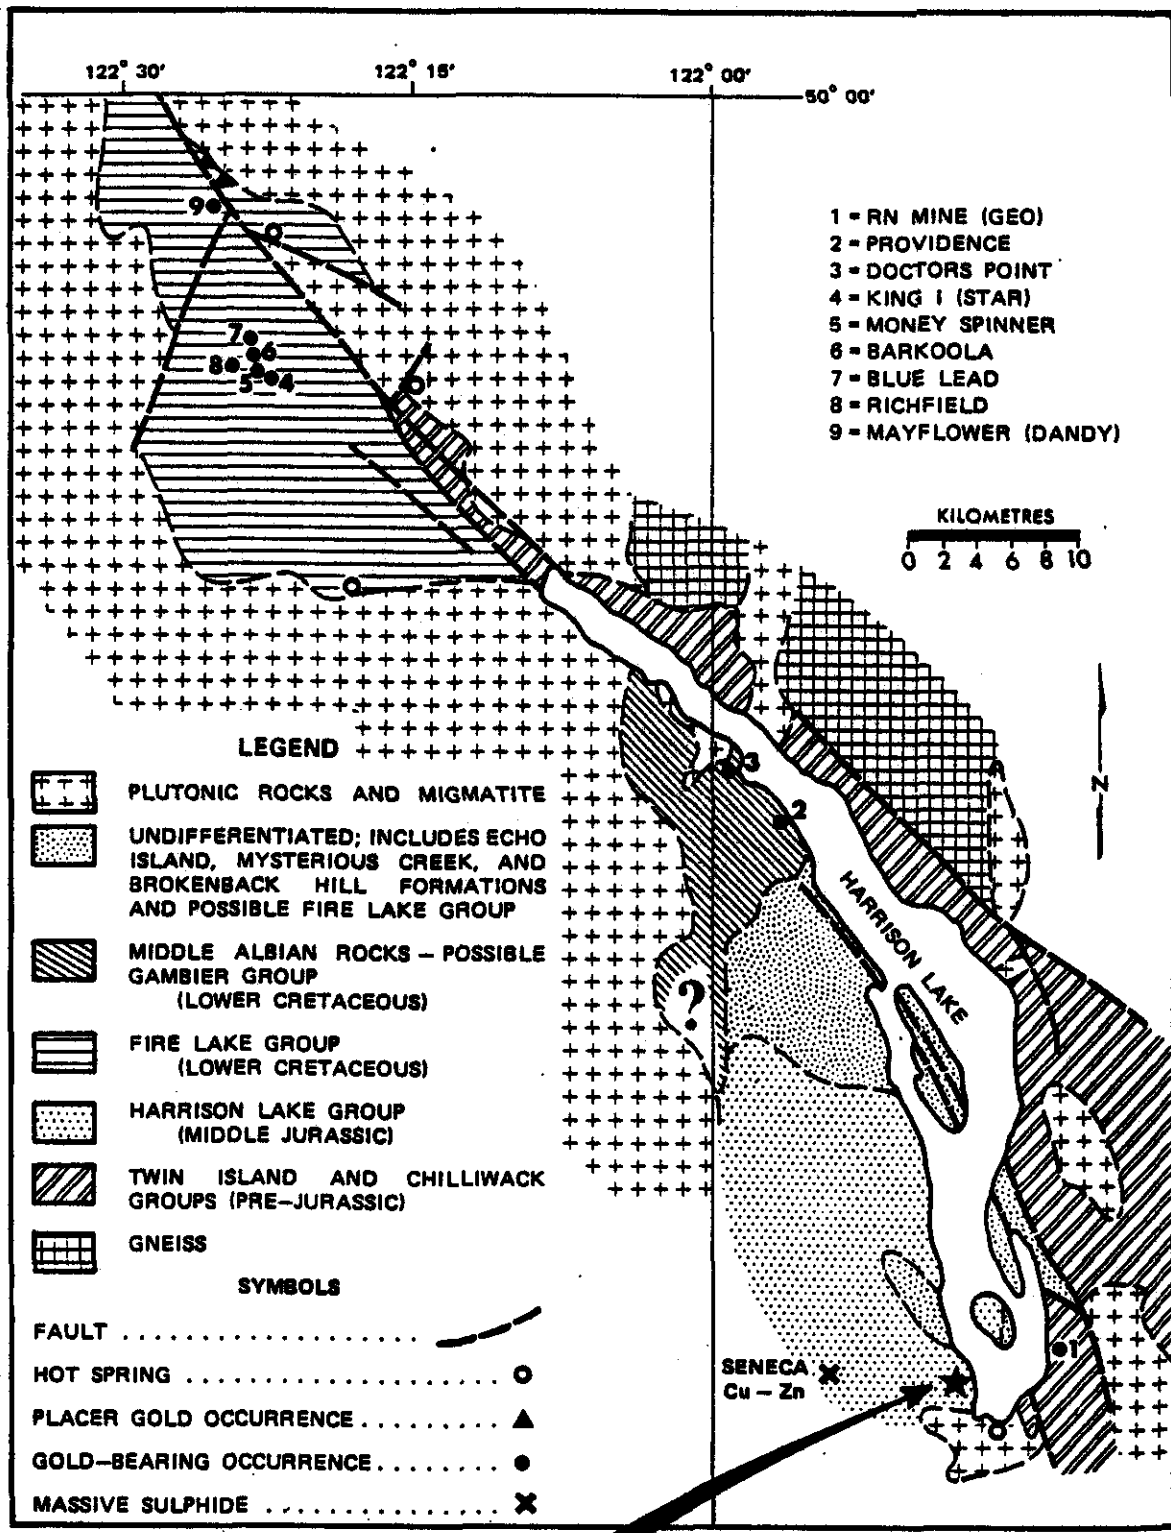 122° 30'
122° 15'
122° 00'
50° 00'
1 = RN MINE (GEO)
2 = PROVIDENCE
3 = DOCTORS POINT
4 = KING I (STAR)
5 = MONEY SPINNER
6 = BARKOOLA
7 = BLUE LEAD
8 = RICHFIELD
9 = MAYFLOWER (DANDY)
9
7
6
8
5
4
KILOMETRES
0 2 4 6 8 10
N
3
2
HARRISON LAKE
?
1
SENECA
Cu – Zn
LEGEND
PLUTONIC ROCKS AND MIGMATITE
UNDIFFERENTIATED; INCLUDES ECHO
ISLAND, MYSTERIOUS CREEK, AND
BROKENBACK HILL FORMATIONS
AND POSSIBLE FIRE LAKE GROUP
MIDDLE ALBIAN ROCKS – POSSIBLE
GAMBIER GROUP
(LOWER CRETACEOUS)
FIRE LAKE GROUP
(LOWER CRETACEOUS)
HARRISON LAKE GROUP
(MIDDLE JURASSIC)
TWIN ISLAND AND CHILLIWACK
GROUPS (PRE–JURASSIC)
GNEISS
SYMBOLS
FAULT
HOT SPRING
PLACER GOLD OCCURRENCE
GOLD–BEARING OCCURRENCE
MASSIVE SULPHIDE